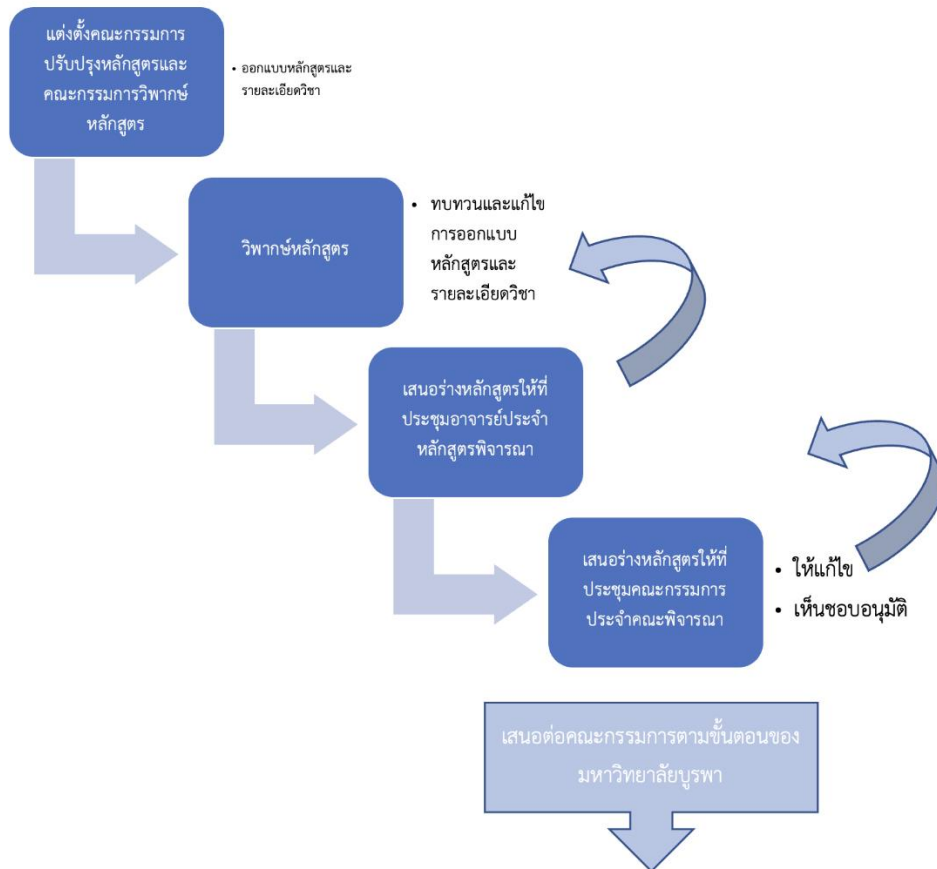 แต่งตั้งคณะกรรมการ
ปรับปรุงหลักสูตรและ
คณะกรรมการวิพากษ์
หลักสูตร
• ออกแบบหลักสูตรและ
รายละเอียดวิชา
วิพากษ์หลักสูตร
• ทบทวนและแก้ไข
การออกแบบ
หลักสูตรและ
รายละเอียดวิชา
เสนอร่างหลักสูตรให้ที่
ประชุมอาจารย์ประจำ
หลักสูตรพิจารณา
เสนอร่างหลักสูตรให้ที่
ประชุมคณะกรรมการ
ประจำคณะพิจารณา
• ให้แก้ไข
• เห็นชอบอนุมัติ
เสนอต่อคณะกรรมการตามขั้นตอนของ
มหาวิทยาลัยบูรพา